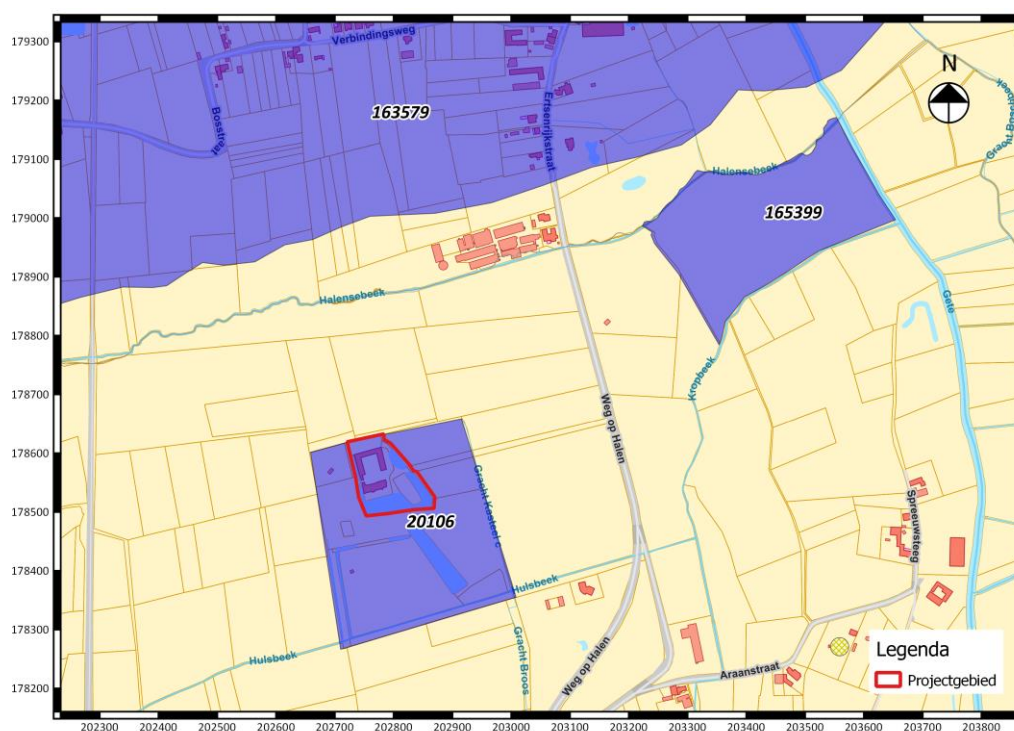 179300
179200
179100
179000
178900
178800
178700
178600
178500
178400
178300
178200
Verbindingsweg
Bosstraat
163579
Ertsenrijkstraat
N
Halensebeek
165399
Halensebeek
Gete
Kropbeek
Weg op Halen
Gracht Kasteel c
20106
Spreeuwsteeg
Hulsbeek
Hulsbeek
Gracht Broos
Weg op Halen
Araanstraat
Legenda
Projectgebied
202300 202400 202500 202600 202700 202800 202900 203000 203100 203200 203300 203400 203500 203600 203700 203800